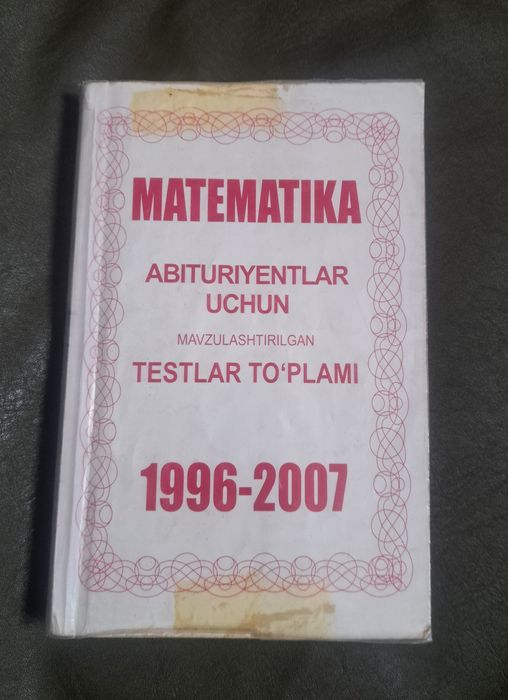 MATEMATIKA
ABITURIYENTLAR
UCHUN
MAVZULASHTIRILGAN
TESTLAR TO‘PLAMI
1996-2007